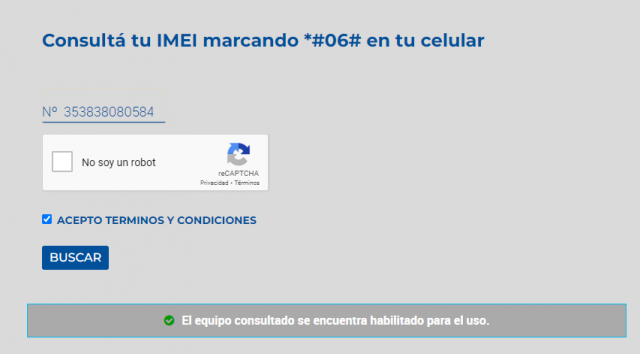 Consultá tu IMEI marcando *#06# en tu celular
Nº 353838080584
No soy un robot
reCAPTCHA
Privacidad • Términos
ACEPTO TERMINOS Y CONDICIONES
BUSCAR
El equipo consultado se encuentra habilitado para el uso.